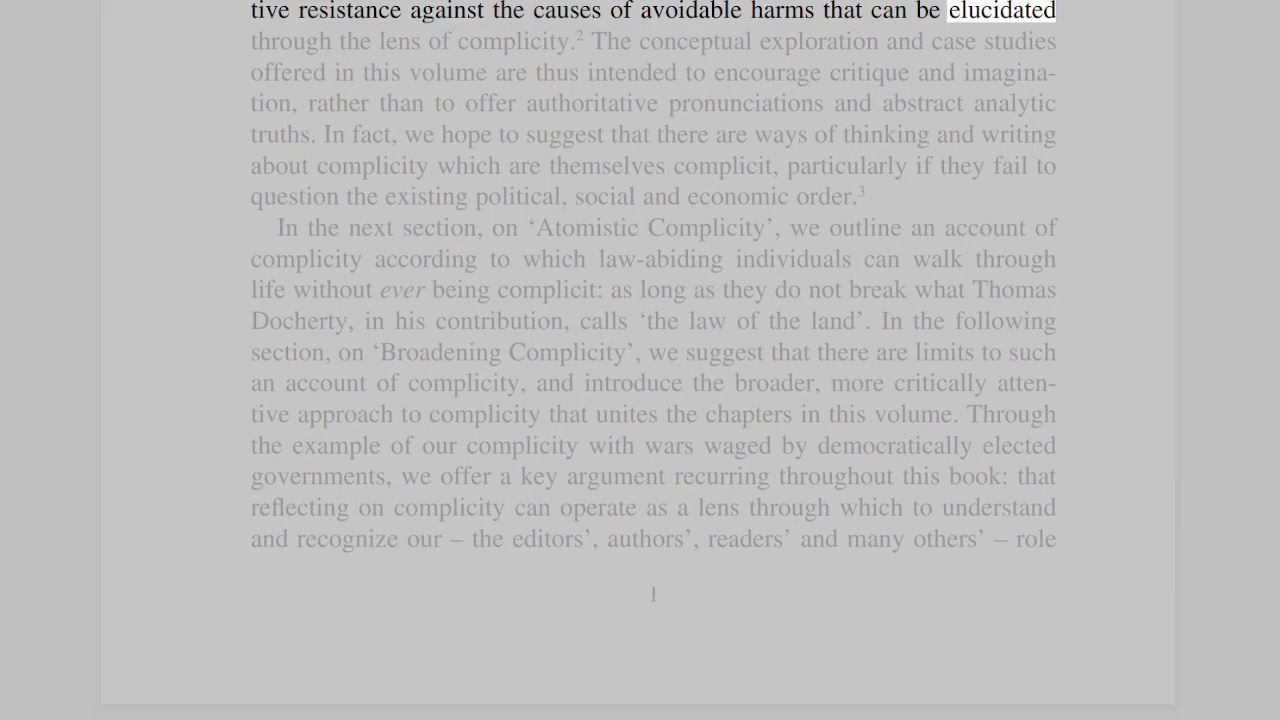 tive resistance against the causes of avoidable harms that can be elucidated
through the lens of complicity.² The conceptual exploration and case studies
offered in this volume are thus intended to encourage critique and imagina-
tion, rather than to offer authoritative pronunciations and abstract analytic
truths. In fact, we hope to suggest that there are ways of thinking and writing
about complicity which are themselves complicit, particularly if they fail to
question the existing political, social and economic order.³
In the next section, on ‘Atomistic Complicity’, we outline an account of
complicity according to which law-abiding individuals can walk through
life without ever being complicit: as long as they do not break what Thomas
Docherty, in his contribution, calls ‘the law of the land’. In the following
section, on ‘Broadening Complicity’, we suggest that there are limits to such
an account of complicity, and introduce the broader, more critically atten-
tive approach to complicity that unites the chapters in this volume. Through
the example of our complicity with wars waged by democratically elected
governments, we offer a key argument recurring throughout this book: that
reflecting on complicity can operate as a lens through which to understand
and recognize our – the editors’, authors’, readers’ and many others’ – role
1